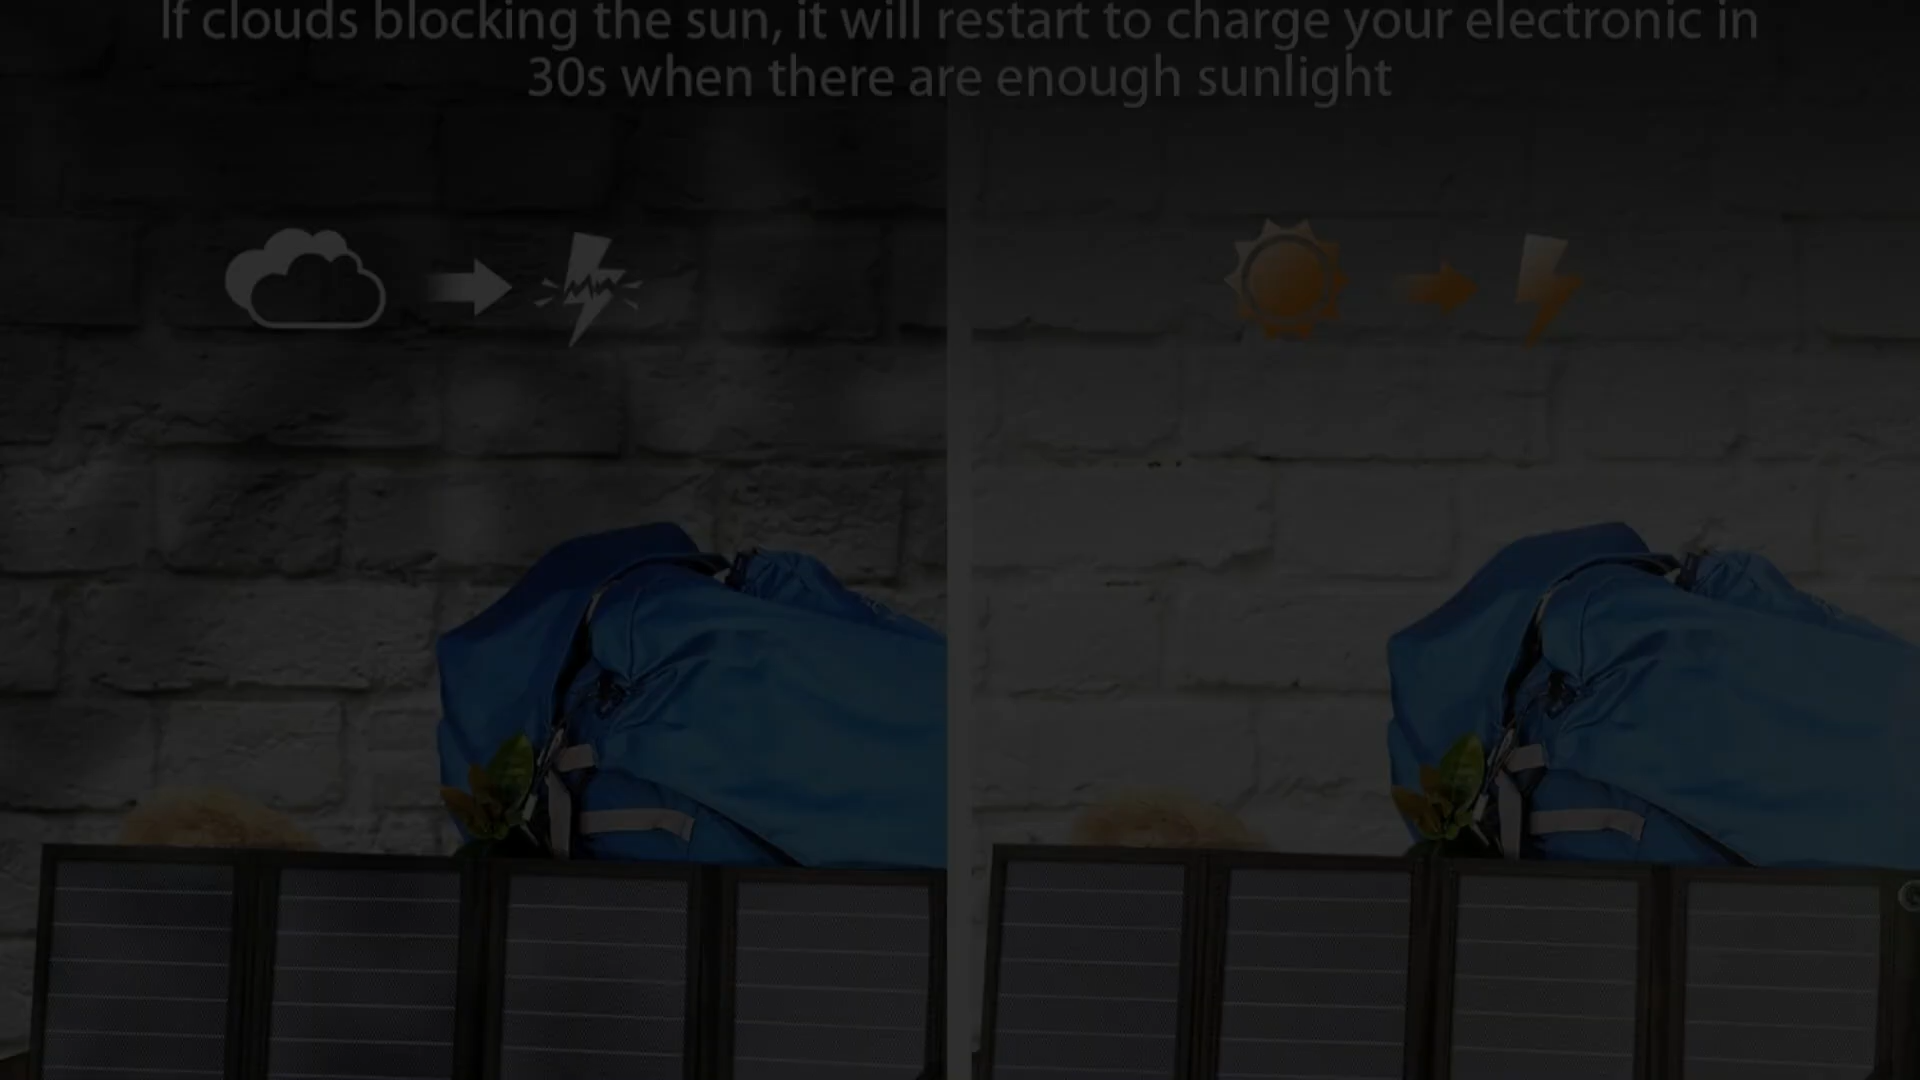 If clouds blocking the sun, it will restart to charge your electronic in
30s when there are enough sunlight